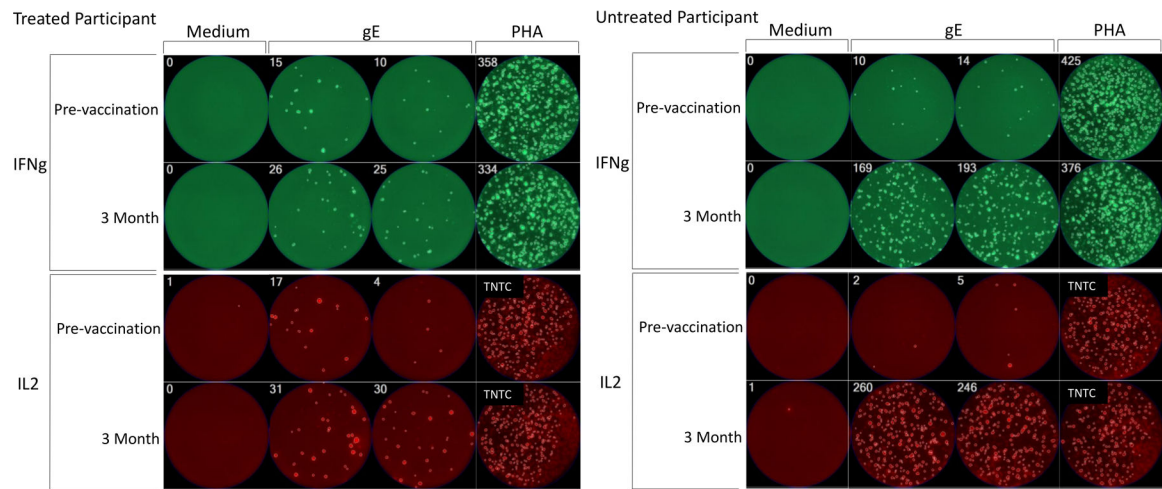 Treated Participant
Medium gE PHA
IFNg
Pre-vaccination
0 15 10 358
3 Month
0 26 25 334
IL2
Pre-vaccination
1 17 4 TNTC
3 Month
0 31 30 TNTC
Untreated Participant
Medium gE PHA
IFNg
Pre-vaccination
0 10 14 425
3 Month
0 169 193 376
IL2
Pre-vaccination
0 2 5 TNTC
3 Month
1 260 246 TNTC